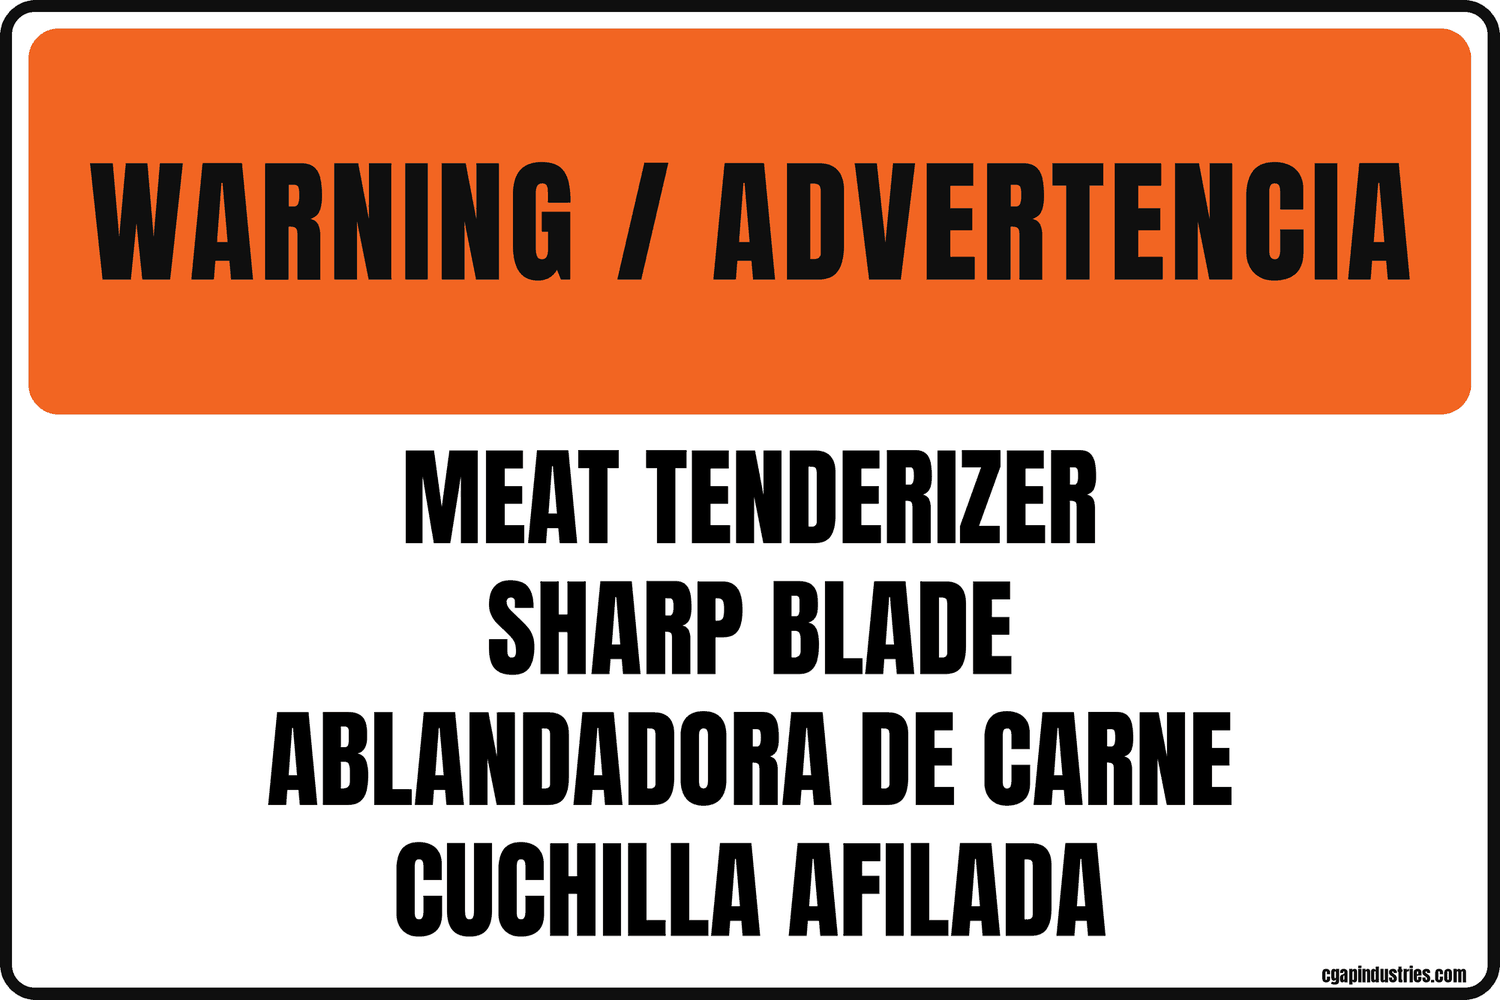 WARNING / ADVERTENCIA
MEAT TENDERIZER
SHARP BLADE
ABLANDADORA DE CARNE
CUCHILLA AFILADA
cgapindustries.com